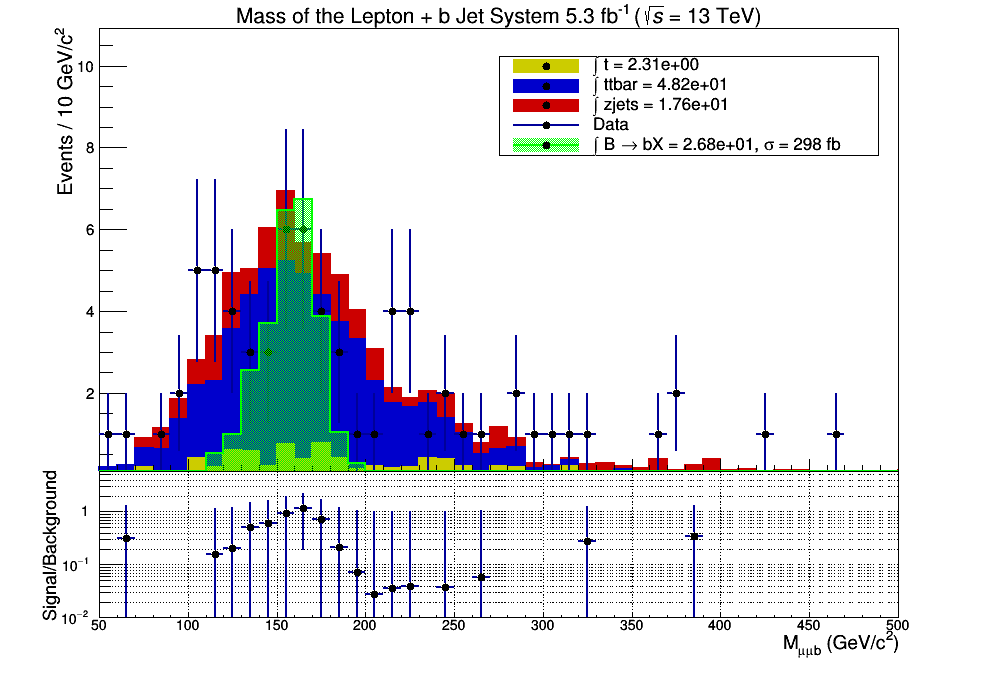 Mass of the Lepton + b Jet System 5.3 fb⁻¹ (√s = 13 TeV)
Events / 10 GeV/c²
10
8
6
4
2
∫ t = 2.31e+00
∫ ttbar = 4.82e+01
∫ zjets = 1.76e+01
Data
∫ B → bX = 2.68e+01, σ = 298 fb
Signal/Background
1
10⁻¹
10⁻²
50 100 150 200 250 300 350 400 450 500
M_μμb (GeV/c²)